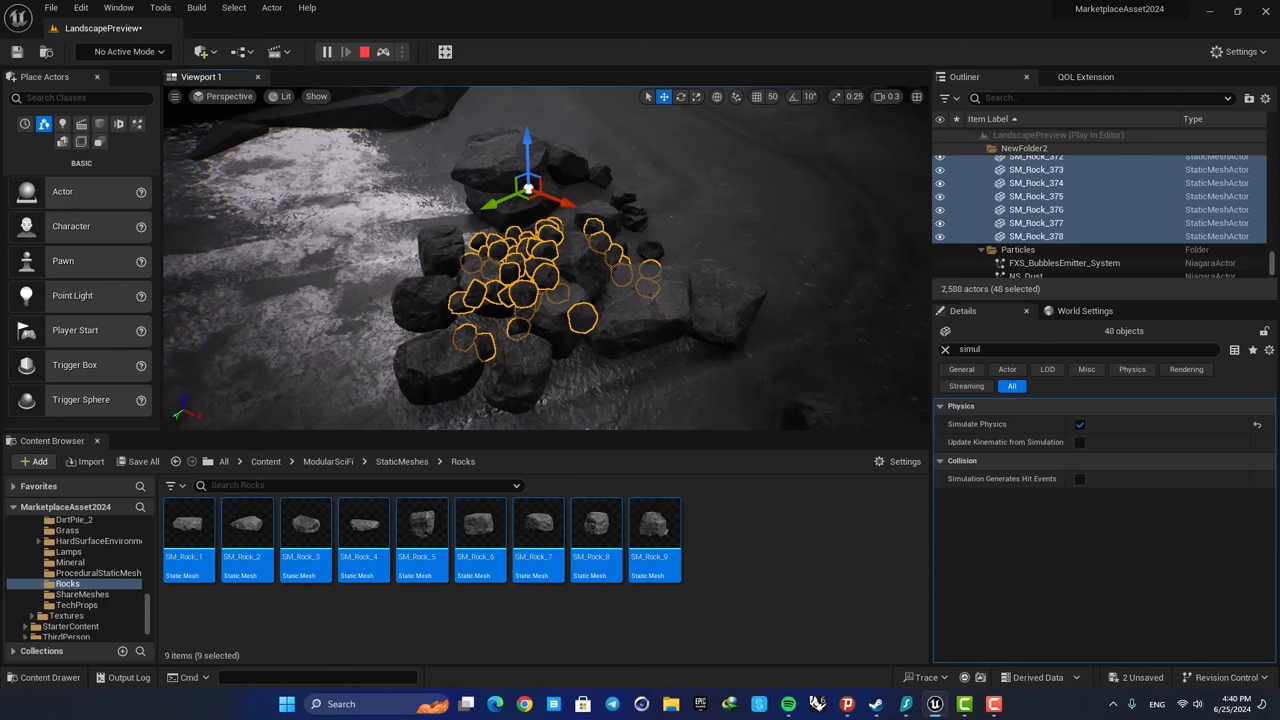 File Edit Window Tools Build Select Actor Help MarketplaceAsset2024
LandscapePreview*
No Active Mode Settings
Place Actors Viewport 1 Outliner QOL Extension
Search Classes
Perspective Lit Show 50 10° 0.25 0.3
Search...
Item Label Type
LandscapePreview (Play In Editor)
NewFolder2
SM_Rock_372 StaticMeshActor
SM_Rock_373 StaticMeshActor
SM_Rock_374 StaticMeshActor
SM_Rock_375 StaticMeshActor
SM_Rock_376 StaticMeshActor
SM_Rock_377 StaticMeshActor
SM_Rock_378 StaticMeshActor
Particles Folder
FXS_BubblesEmitter_System NiagaraActor
NS_Dust NiagaraActor
2,588 actors (48 selected)
BASIC
Actor
Character
Pawn
Point Light
Player Start
Trigger Box
Trigger Sphere
Details World Settings
48 objects
simul
General Actor LOD Misc Physics Rendering
Streaming All
Physics
Simulate Physics
Update Kinematic from Simulation
Collision
Simulation Generates Hit Events
Content Browser
Add Import Save All All Content ModularSciFi StaticMeshes Rocks Settings
Favorites
Search Rocks
MarketplaceAsset2024
DirtPile_2
Grass
HardSurfaceEnvironm
Lamps
Mineral
ProceduralStaticMesh
Rocks
ShareMeshes
TechProps
Textures
StarterContent
ThirdPerson
Collections
SM_Rock_1 SM_Rock_2 SM_Rock_3 SM_Rock_4 SM_Rock_5 SM_Rock_6 SM_Rock_7 SM_Rock_8 SM_Rock_9
Static Mesh Static Mesh Static Mesh Static Mesh Static Mesh Static Mesh Static Mesh Static Mesh Static Mesh
9 items (9 selected)
Content Drawer Output Log Cmd Trace Derived Data 2 Unsaved Revision Control
Search ENG 4:40 PM
6/25/2024